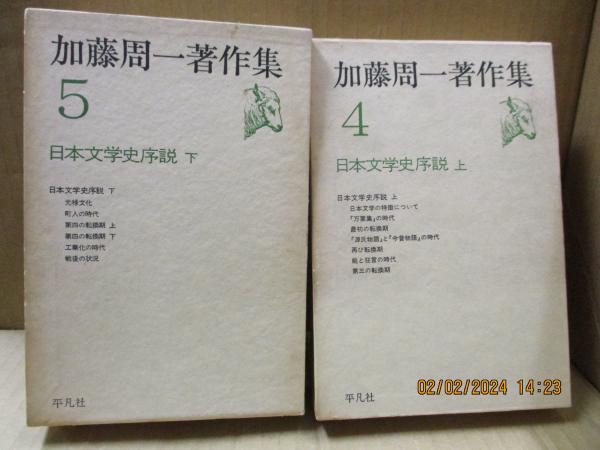 加藤周一著作集
5
日本文学史序説 下
日本文学史序説 下
元禄文化
町人の時代
第四の転換期 上
第四の転換期 下
工業化の時代
戦後の状況
平凡社
加藤周一著作集
4
日本文学史序説 上
日本文学史序説 上
日本文学の特徴について
『万葉集』の時代
最初の転換期
『源氏物語』と『今昔物語』の時代
再び転換期
能と狂言の時代
第三の転換期
平凡社
02/02/2024 14:23